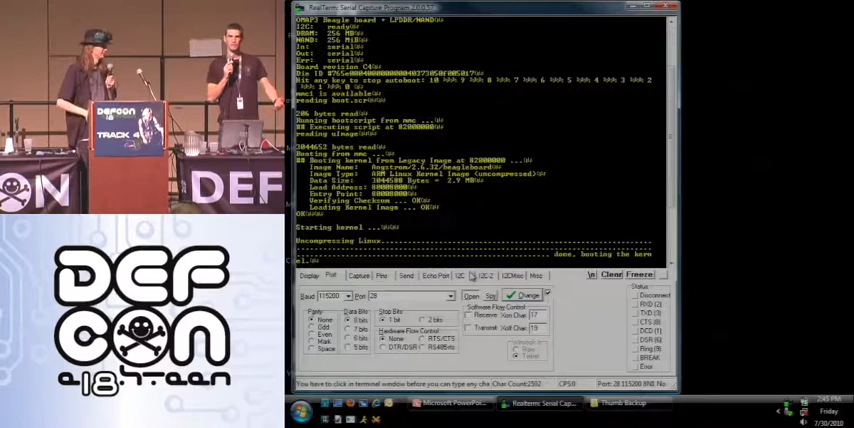 RealTerm: Serial Capture Program 2.0.0.57
OMAP3 Beagle board + LPDDR/NAND
I2C: ready
DRAM: 256 MB
NAND: 256 MiB
In: serial
Out: serial
Err: serial
Board revision C4
Hit any key to stop autoboot: 10 9 8 7 6 5 4 3 2
1 0
mmc1 is available
reading boot.scr
206 bytes read
Running bootscript from mmc ...
## Executing script at 82000000
reading uImage
3044652 bytes read
Booting from mmc ...
## Booting kernel from Legacy Image at 82000000 ...
Image Name: Angstrom/2.6.32/beagleboard
Image Type: ARM Linux Kernel Image (uncompressed)
Data Size: 3044588 Bytes = 2.9 MB
Load Address: 80008000
Entry Point: 80008000
Verifying Checksum ... OK
Loading Kernel Image ... OK
OK
Starting kernel ...
Uncompressing Linux
done, booting the kern
el.
Display Port Capture Pins Send Echo Port I2C I2C-2 I2CMisc Misc \n Clear Freeze
Baud 115200 Port 28 Open Spy Change
Parity
None
Odd
Even
Mark
Space
Data Bits
8 bits
7 bits
6 bits
5 bits
Stop Bits
1 bit 2 bits
Hardware Flow Control
None RTS/CTS
DTR/DSR RS485-rts
Software Flow Control
Receive Xon Char: 17
Transmit Xoff Char: 19
Winsock is:
Raw
Telnet
Status
Disconnect
RXD (2)
TXD (3)
CTS (8)
DCD (1)
DSR (6)
Ring (9)
BREAK
Error
You have to click in terminal window before you can type any cha Char Count:2502 CPS:0 Port: 28 115200 8N1 No
Microsoft PowerPoi... Realterm: Serial Cap... Thumb Backup
2:45 PM
Friday
7/30/2010
DEFCON
18
TRACK 4
CON
DEF
DEF
CON
e18hteen